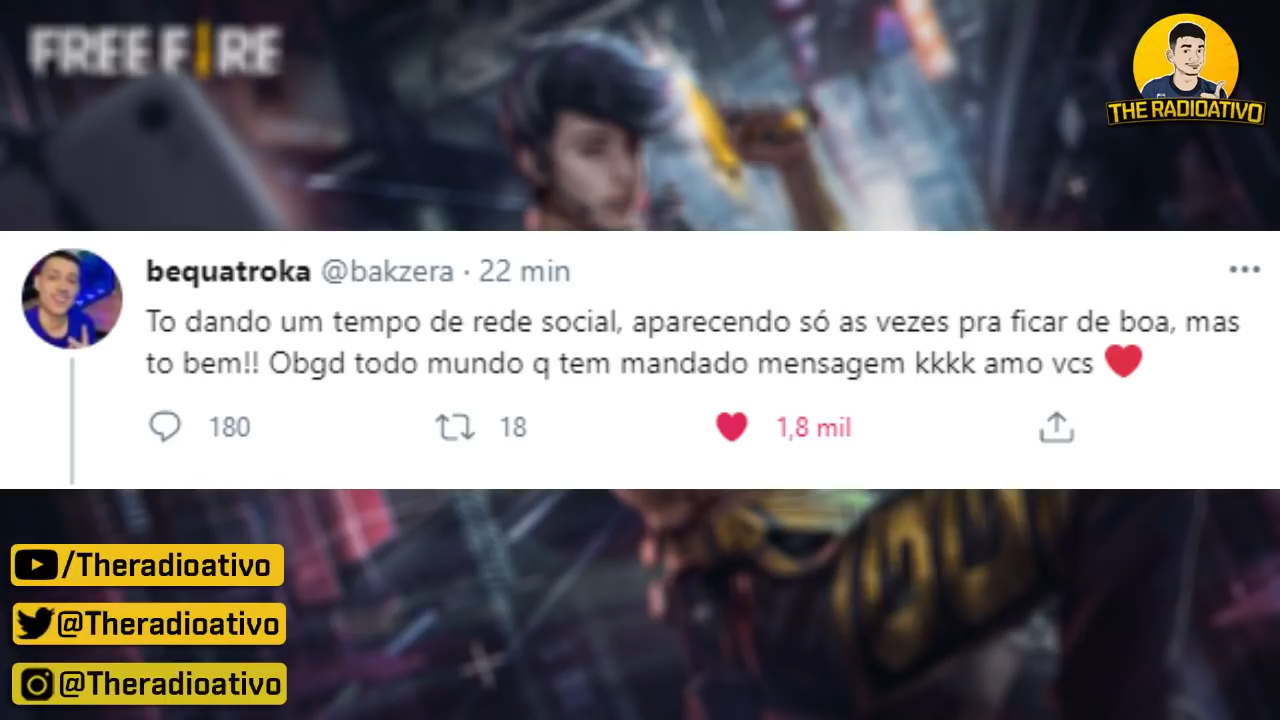 FREE FIRE
THE RADIOATIVO
bequatroka @bakzera · 22 min
To dando um tempo de rede social, aparecendo só as vezes pra ficar de boa, mas
to bem!! Obgd todo mundo q tem mandado mensagem kkkk amo vcs ❤️
180 18 1,8 mil
/Theradioativo
@Theradioativo
@Theradioativo